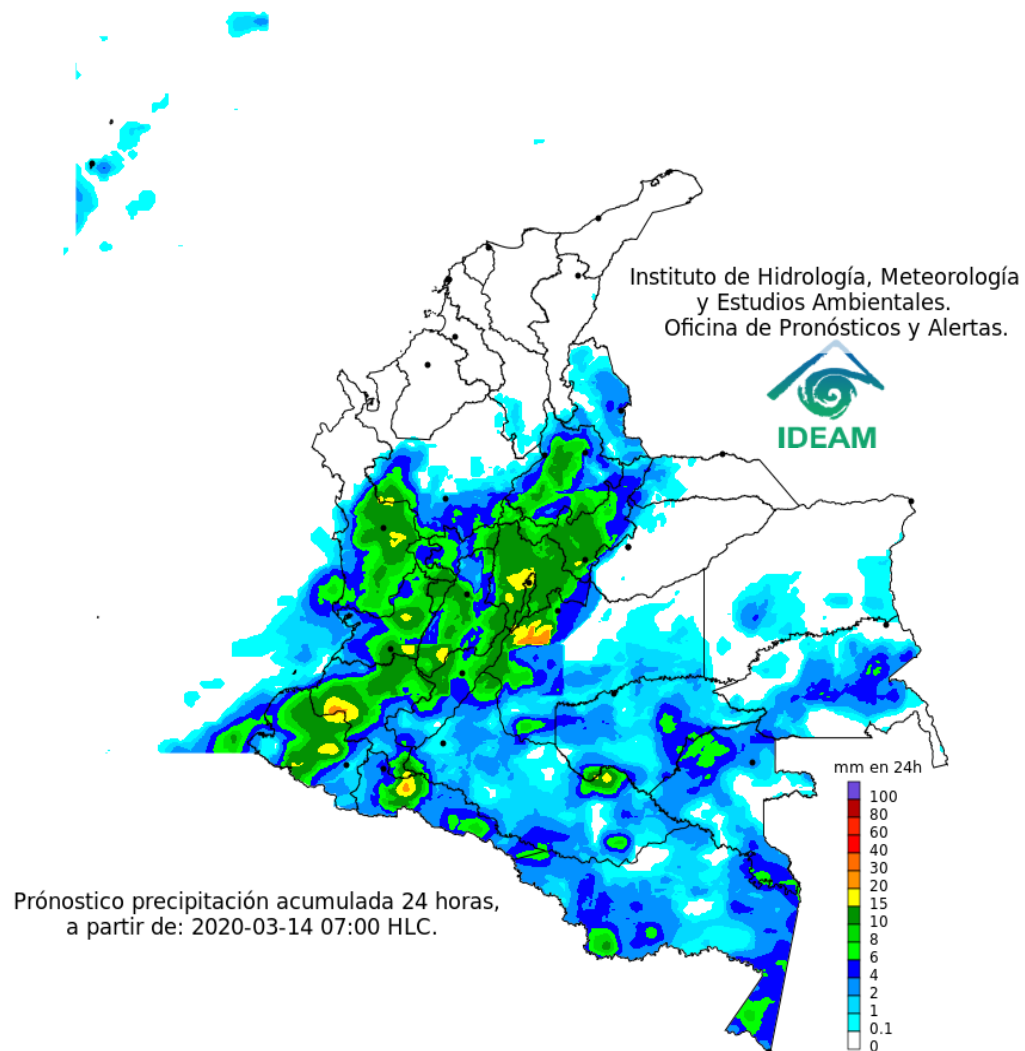 Instituto de Hidrología, Meteorología
y Estudios Ambientales.
Oficina de Pronósticos y Alertas.
IDEAM
mm en 24h
100
80
60
40
30
20
15
10
8
6
4
2
1
0.1
0
Prónostico precipitación acumulada 24 horas,
a partir de: 2020-03-14 07:00 HLC.